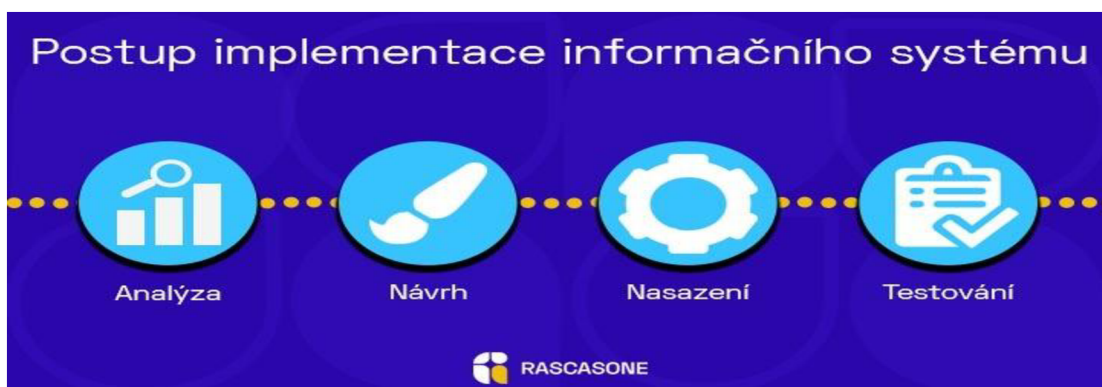 Postup implementace informačního systému
Analýza
Návrh
Nasazení
Testování
RASCASONE